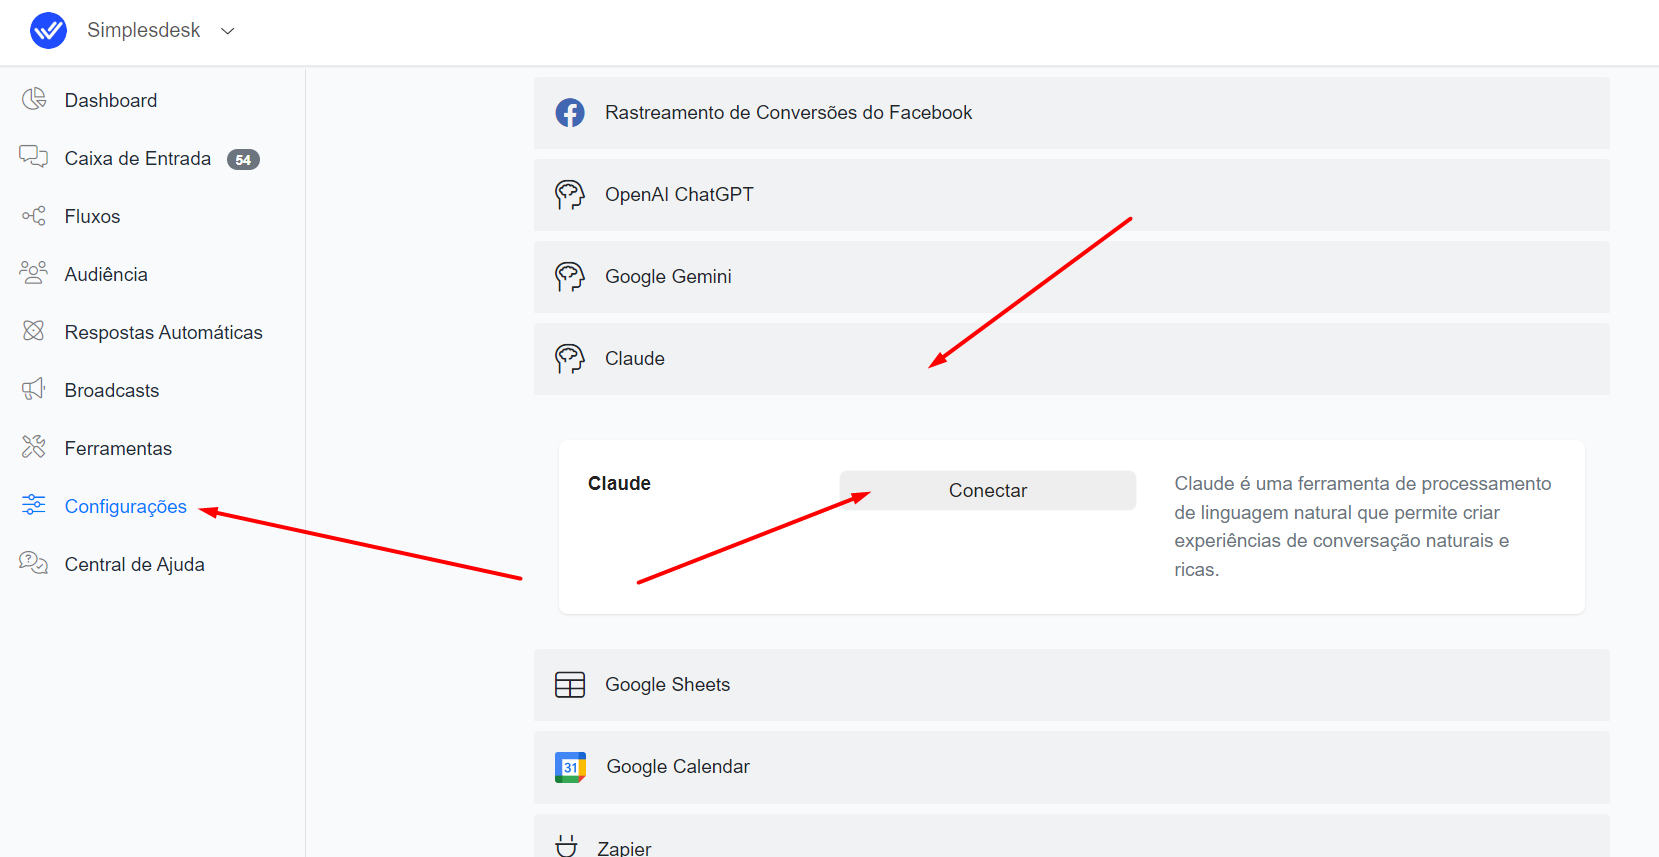 Simplesdesk
Dashboard
Caixa de Entrada 54
Fluxos
Audiência
Respostas Automáticas
Broadcasts
Ferramentas
Configurações
Central de Ajuda
Rastreamento de Conversões do Facebook
OpenAI ChatGPT
Google Gemini
Claude
Claude
Conectar
Claude é uma ferramenta de processamento
de linguagem natural que permite criar
experiências de conversação naturais e
ricas.
Google Sheets
31
Google Calendar
Zapier